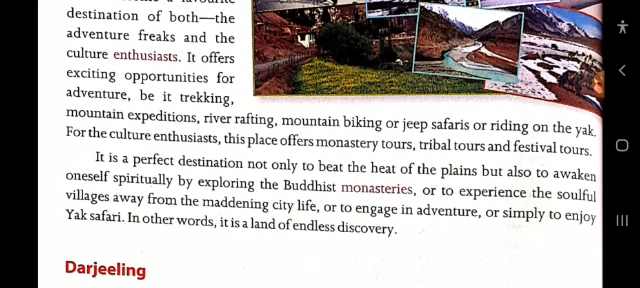 destination of both—the
adventure freaks and the
culture enthusiasts. It offers
exciting opportunities for
adventure, be it trekking,
mountain expeditions, river rafting, mountain biking or jeep safaris or riding on the yak.
For the culture enthusiasts, this place offers monastery tours, tribal tours and festival tours.
It is a perfect destination not only to beat the heat of the plains but also to awaken
oneself spiritually by exploring the Buddhist monasteries, or to experience the soulful
villages away from the maddening city life, or to engage in adventure, or simply to enjoy
Yak safari. In other words, it is a land of endless discovery.
Darjeeling